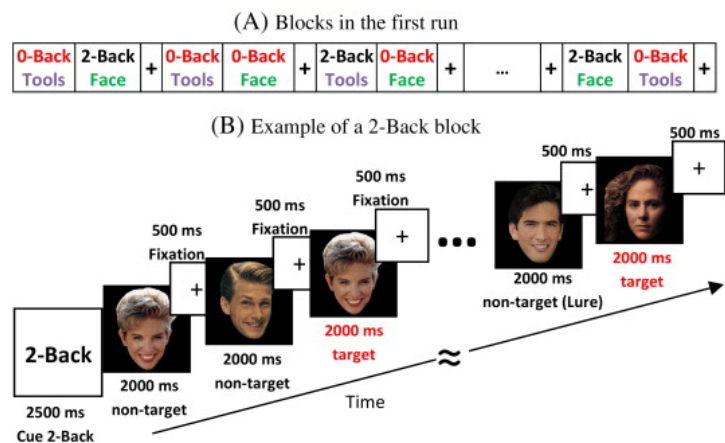 (A) Blocks in the first run
0-Back 2-Back + 0-Back 0-Back + 2-Back 0-Back + ... 2-Back 0-Back +
Tools Face Tools Face Tools Face Face Tools
(B) Example of a 2-Back block
500 ms
500 ms
500 ms
Fixation
+
+
500 ms
Fixation
+
•••
500 ms
Fixation
+
2000 ms
target
2000 ms
non-target (Lure)
+
2000 ms
target
2-Back
2000 ms
non-target
≈
2000 ms
non-target
Time
2500 ms
Cue 2-Back